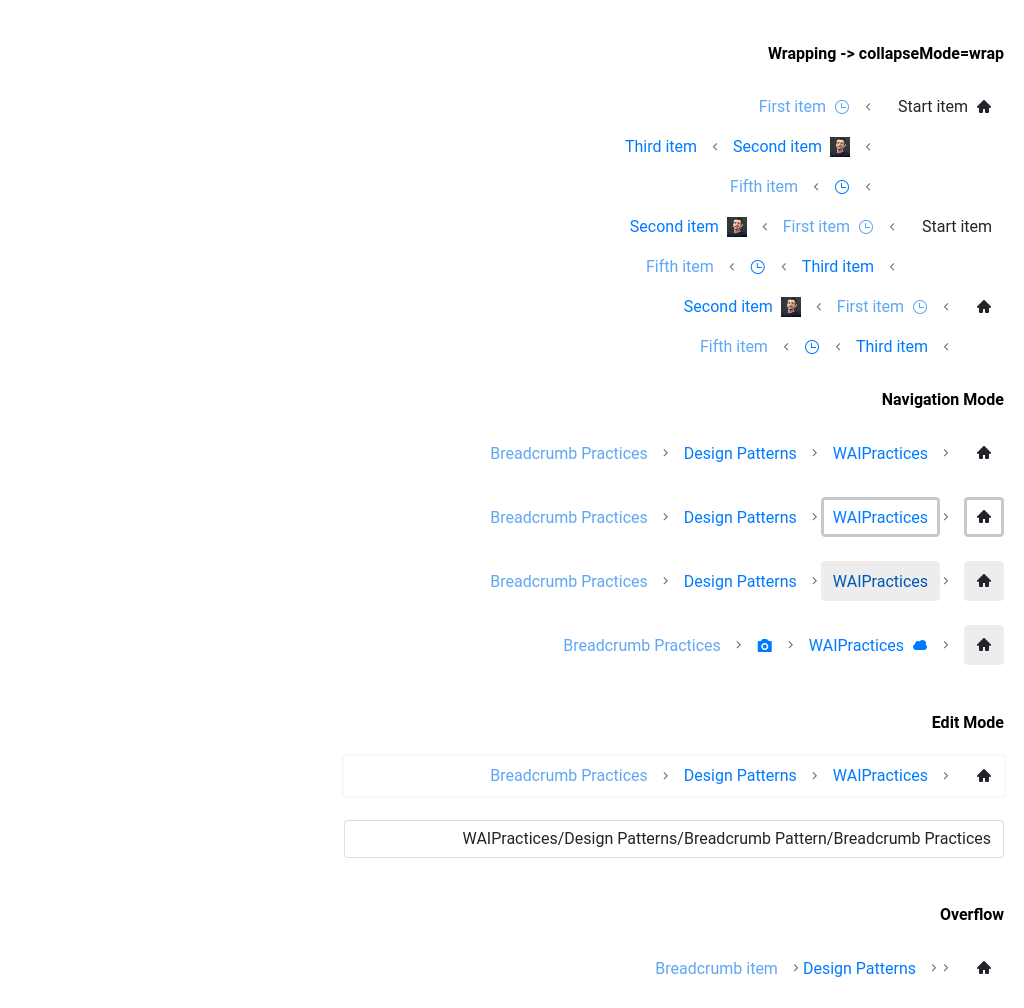 Wrapping -> collapseMode=wrap
First item Start item
Third item Second item
Fifth item
Second item First item Start item
Fifth item Third item
Second item First item
Fifth item Third item
Navigation Mode
Breadcrumb Practices Design Patterns WAIPractices
Breadcrumb Practices Design Patterns WAIPractices
Breadcrumb Practices Design Patterns WAIPractices
Breadcrumb Practices WAIPractices
Edit Mode
Breadcrumb Practices Design Patterns WAIPractices
WAIPractices/Design Patterns/Breadcrumb Pattern/Breadcrumb Practices
Overflow
Breadcrumb item Design Patterns